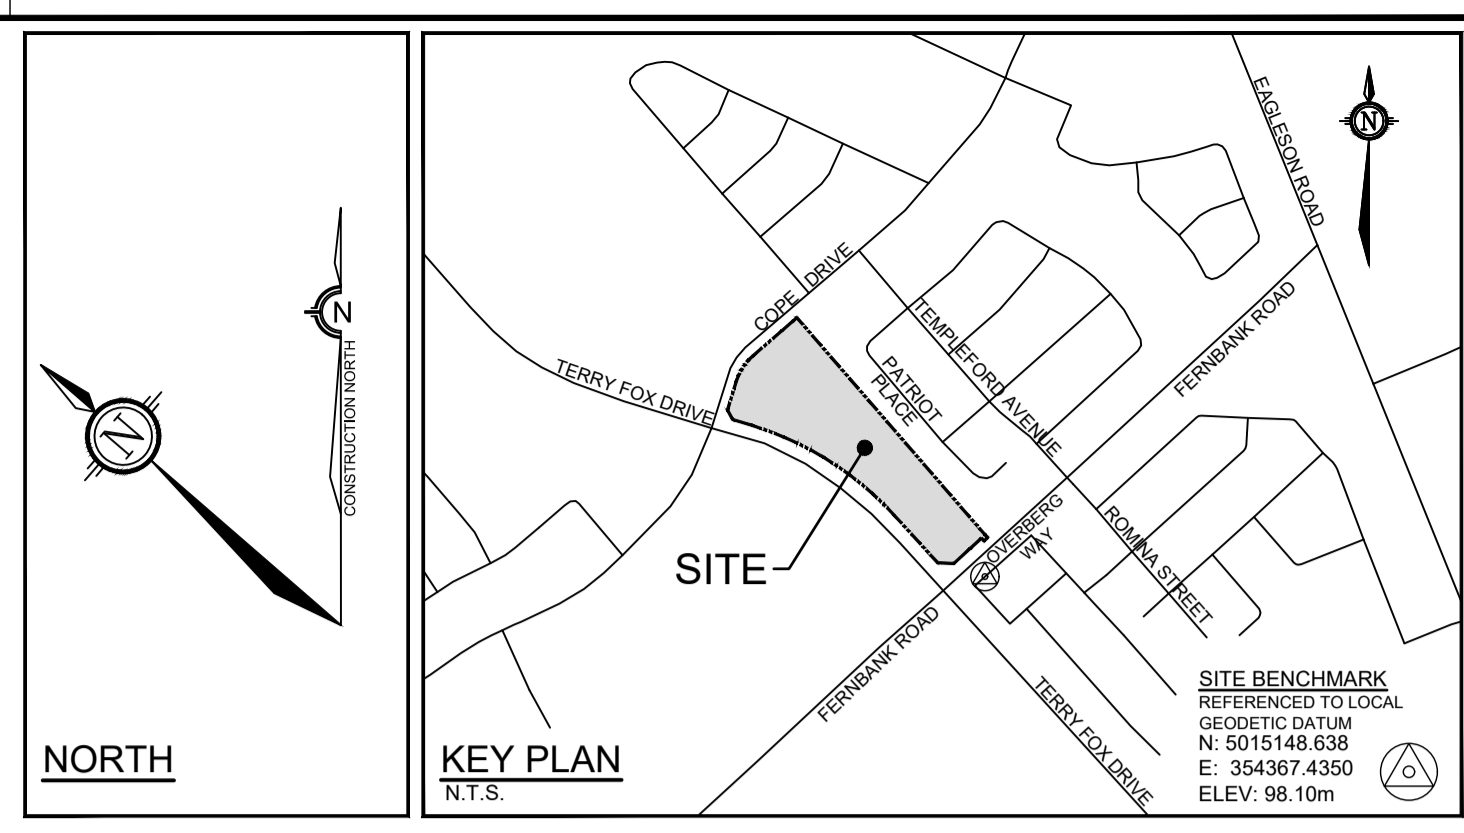 N
CONSTRUCTION NORTH
N
NORTH
EAGLESON ROAD
N
COPE DRIVE
TERRY FOX DRIVE
TEMPLEFORD AVENUE
PATRIOT
PLACE
FERNBANK ROAD
SITE
OVERBERG
WAY
ROMINA STREET
FERNBANK ROAD
TERRY FOX DRIVE
KEY PLAN
N.T.S.
SITE BENCHMARK
REFERENCED TO LOCAL
GEODETIC DATUM
N: 5015148.638
E: 354367.4350
ELEV: 98.10m